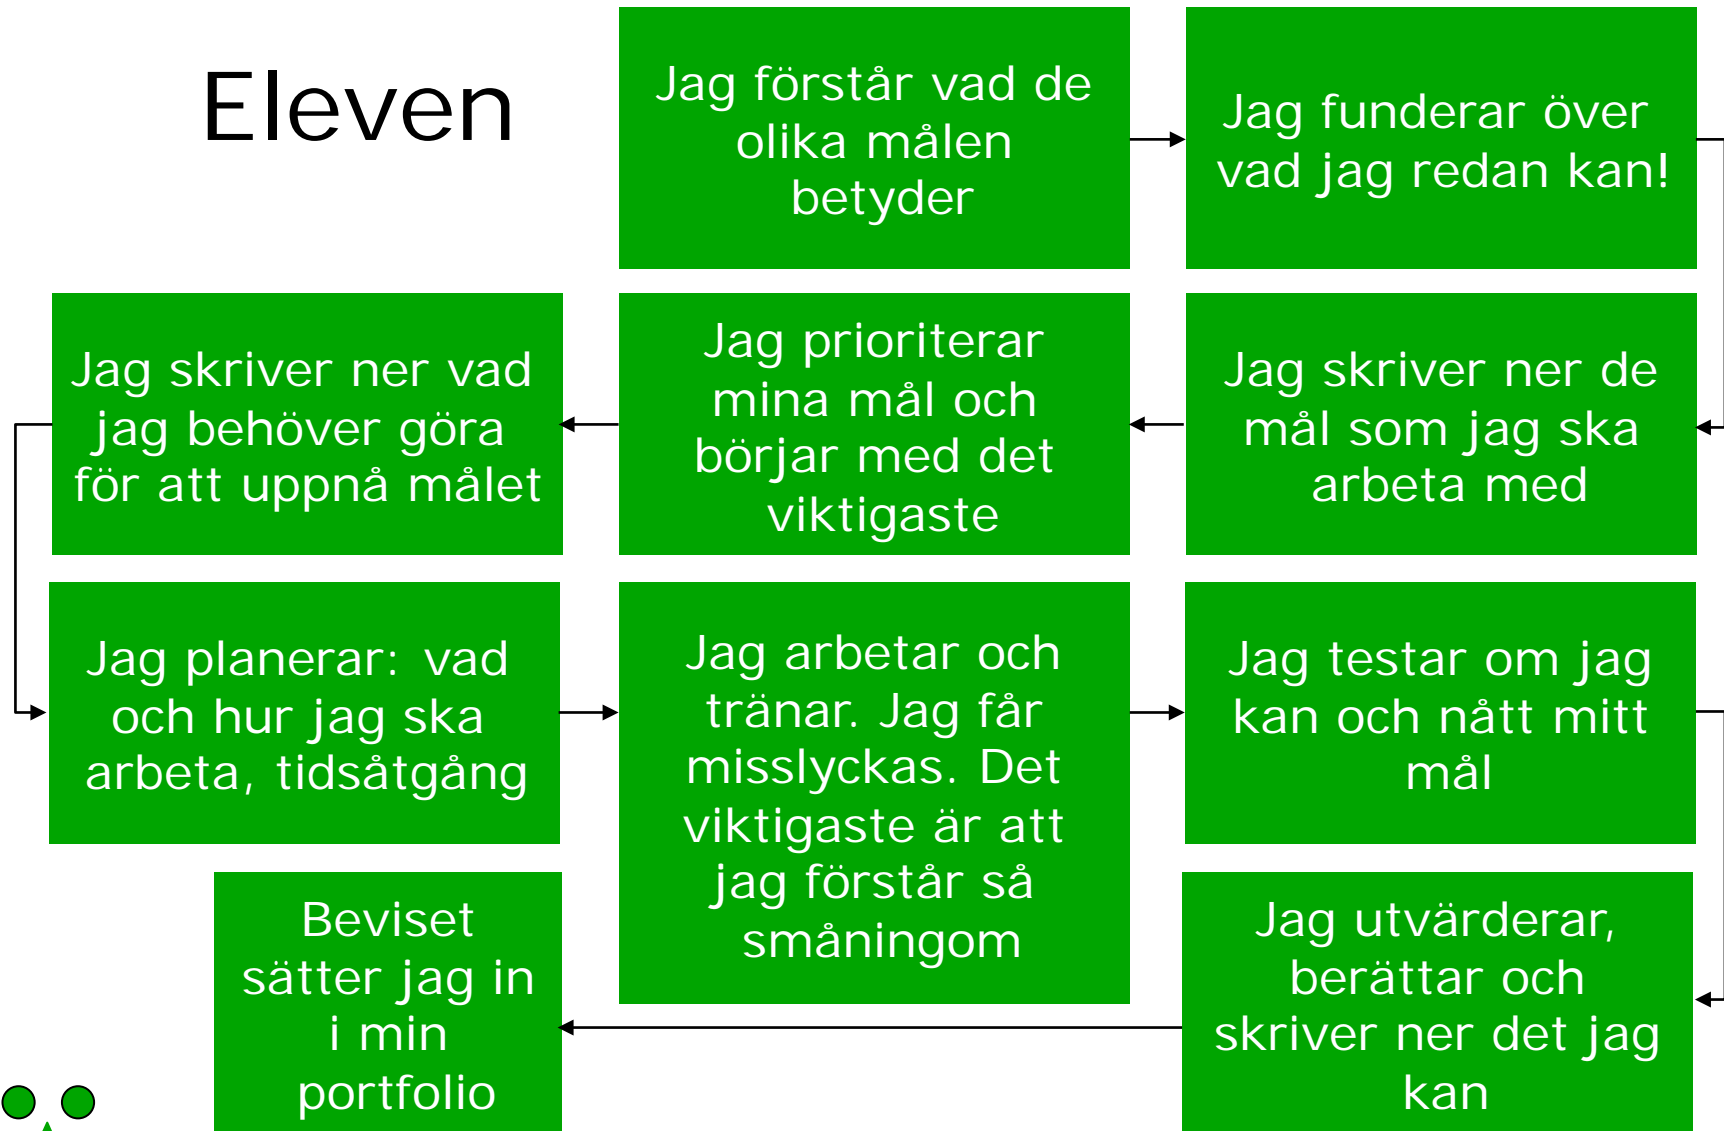 Eleven
Jag förstår vad de
olika målen
betyder
Jag funderar över
vad jag redan kan!
Jag skriver ner de
mål som jag ska
arbeta med
Jag prioriterar
mina mål och
börjar med det
viktigaste
Jag skriver ner vad
jag behöver göra
för att uppnå målet
Jag planerar: vad
och hur jag ska
arbeta, tidsåtgång
Jag arbetar och
tränar. Jag får
misslyckas. Det
viktigaste är att
jag förstår så
småningom
Jag testar om jag
kan och nått mitt
mål
Jag utvärderar,
berättar och
skriver ner det jag
kan
Beviset
sätter jag in
i min
portfolio